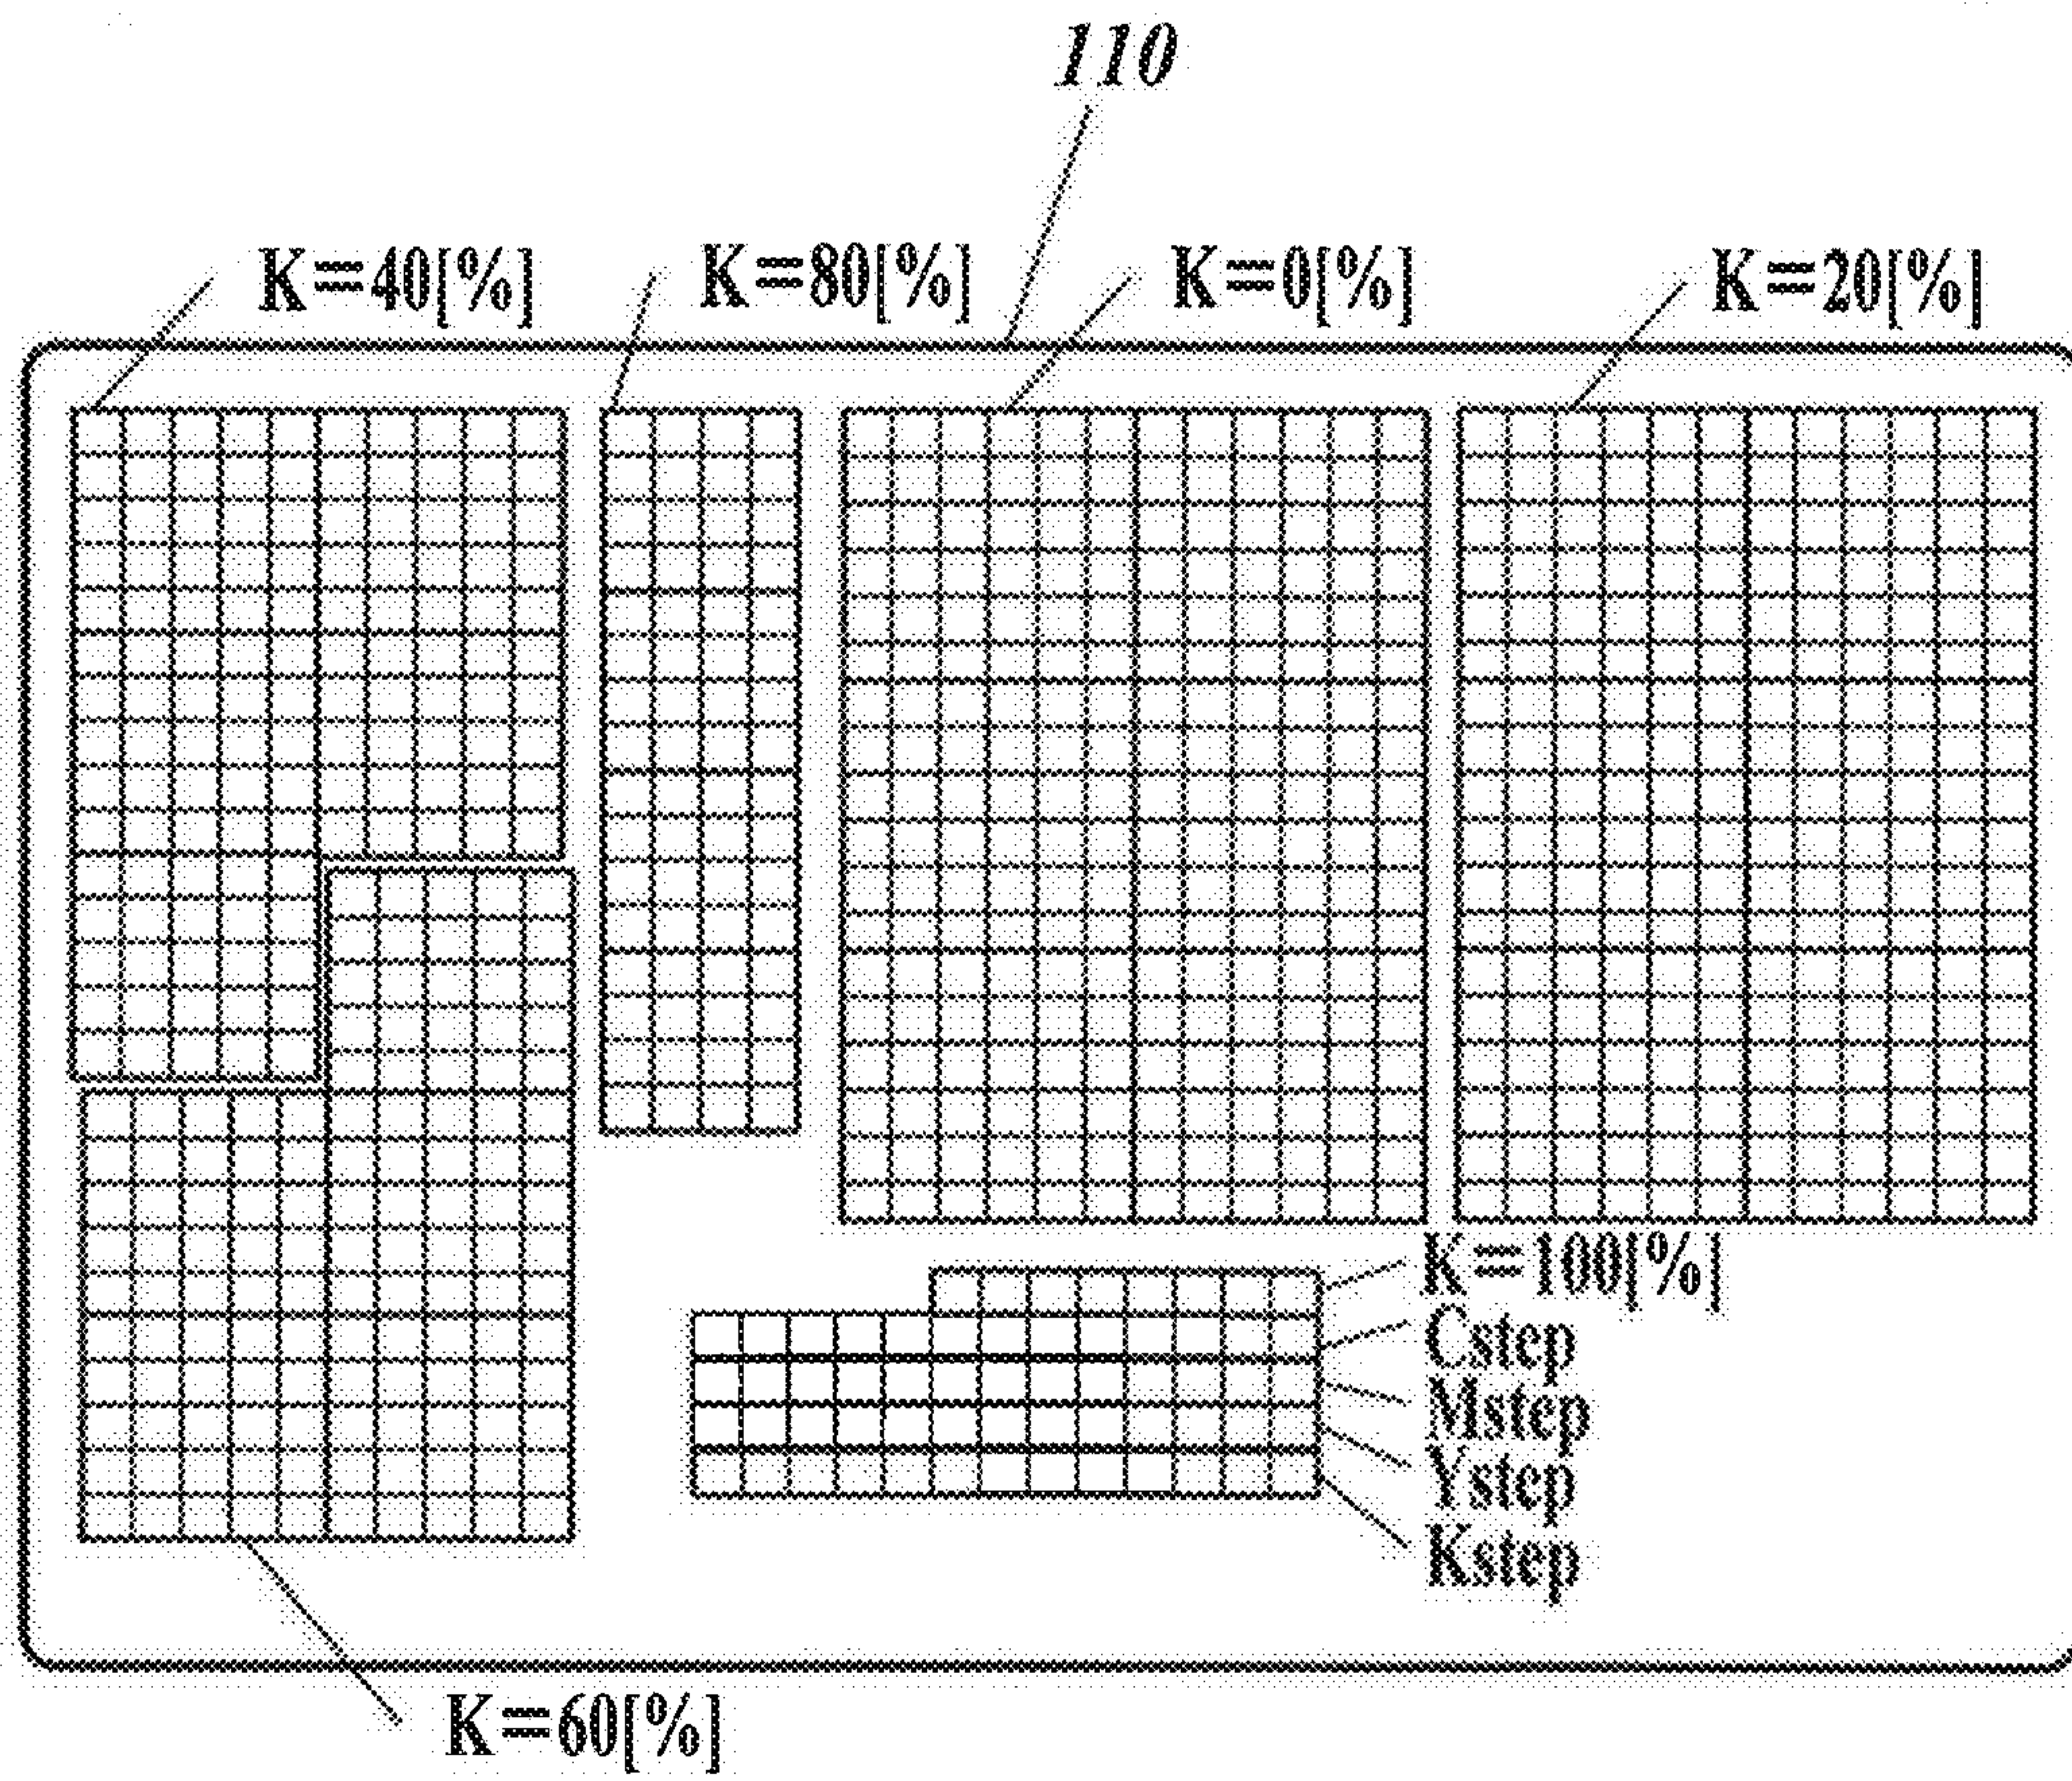 110
K=40[%]
K=80[%]
K=0[%]
K=20[%]
K=100[%]
Cstep
Mstep
Ystep
Kstep
K=60[%]